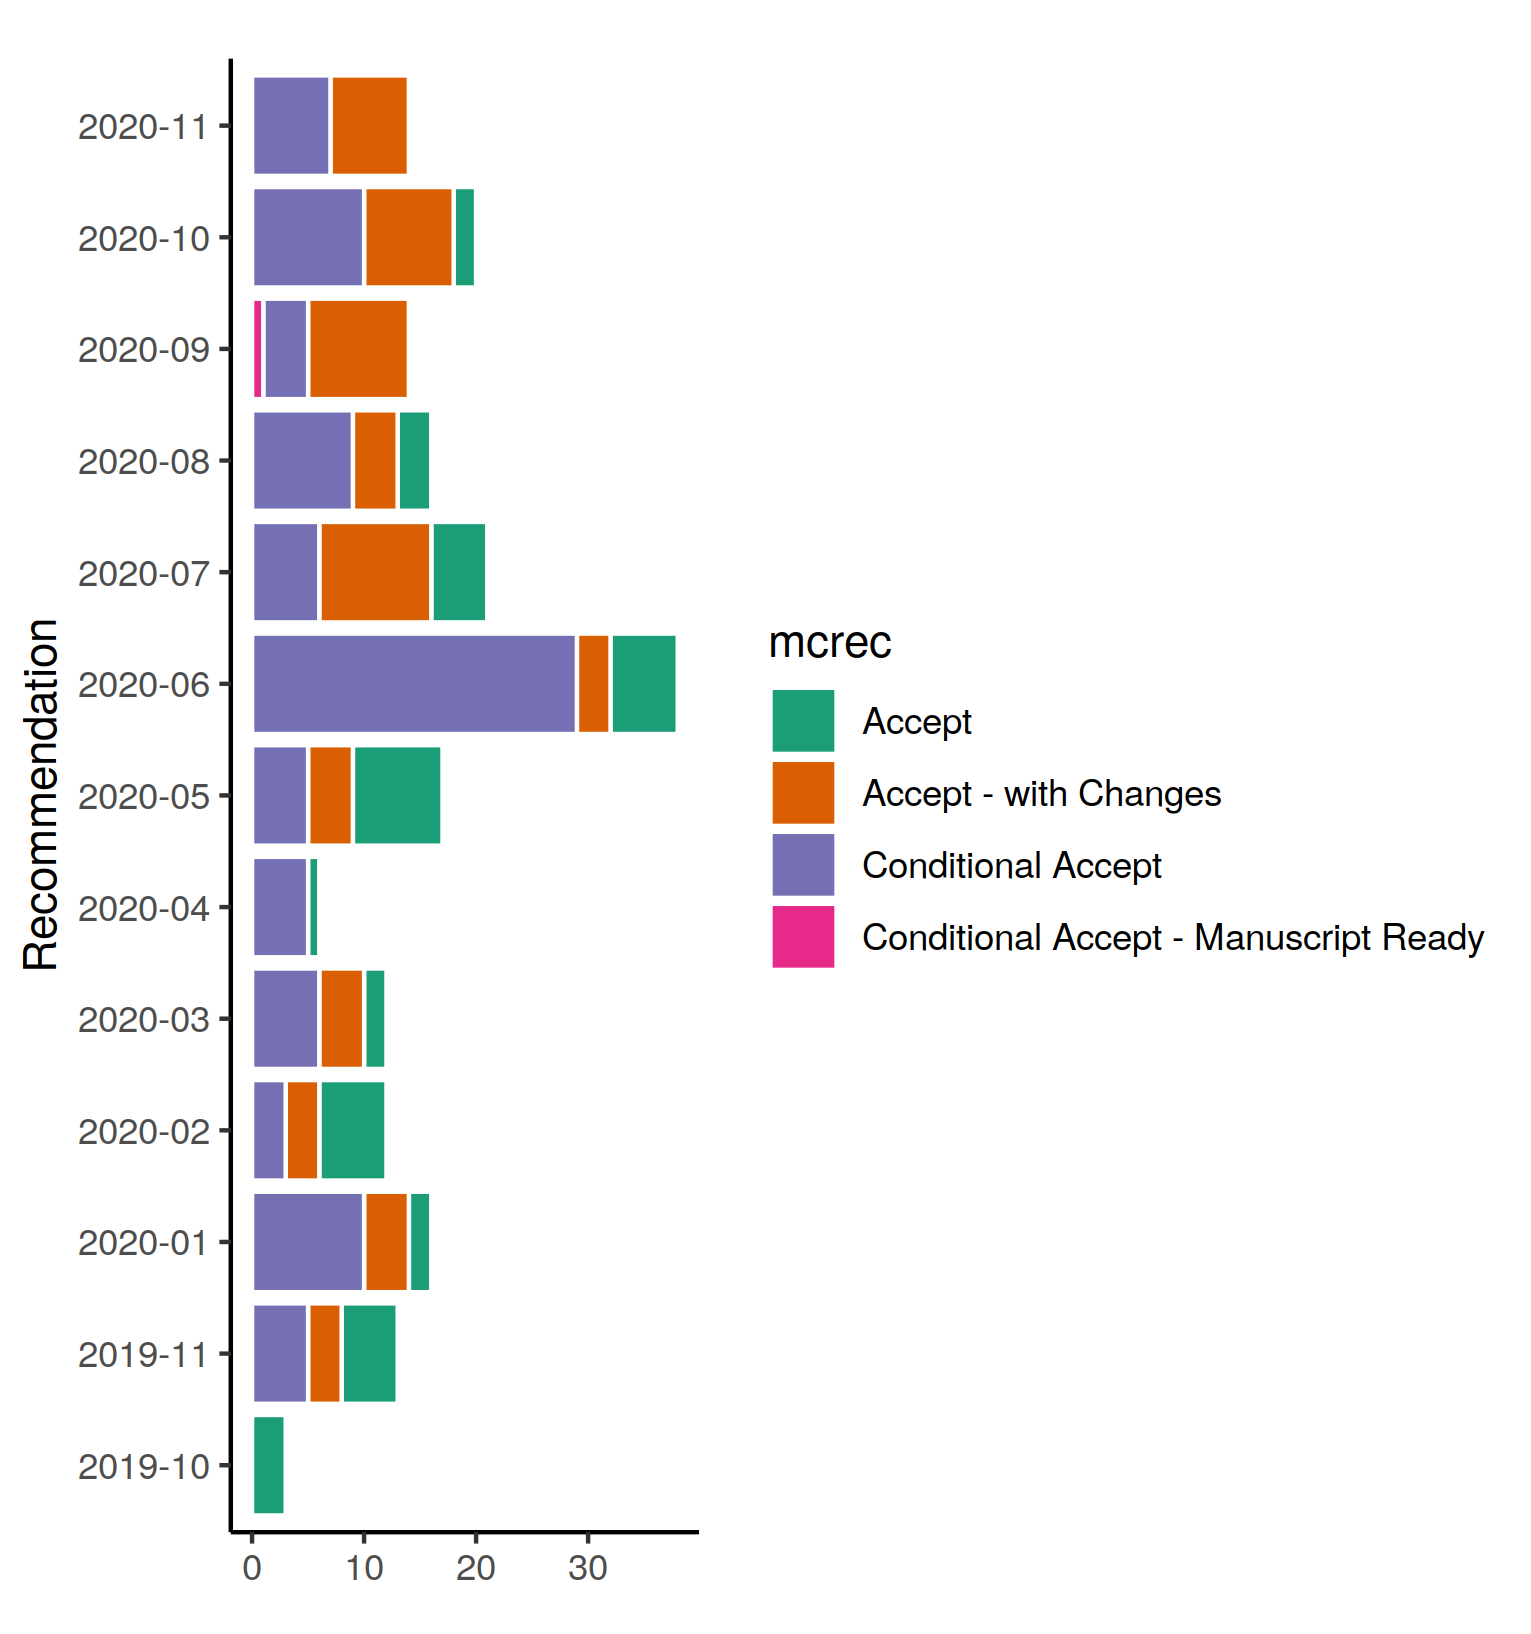 2020-11
2020-10
2020-09
2020-08
2020-07
2020-06
2020-05
2020-04
2020-03
2020-02
2020-01
2019-11
2019-10
Recommendation
0 10 20 30
mcrec
Accept
Accept - with Changes
Conditional Accept
Conditional Accept - Manuscript Ready